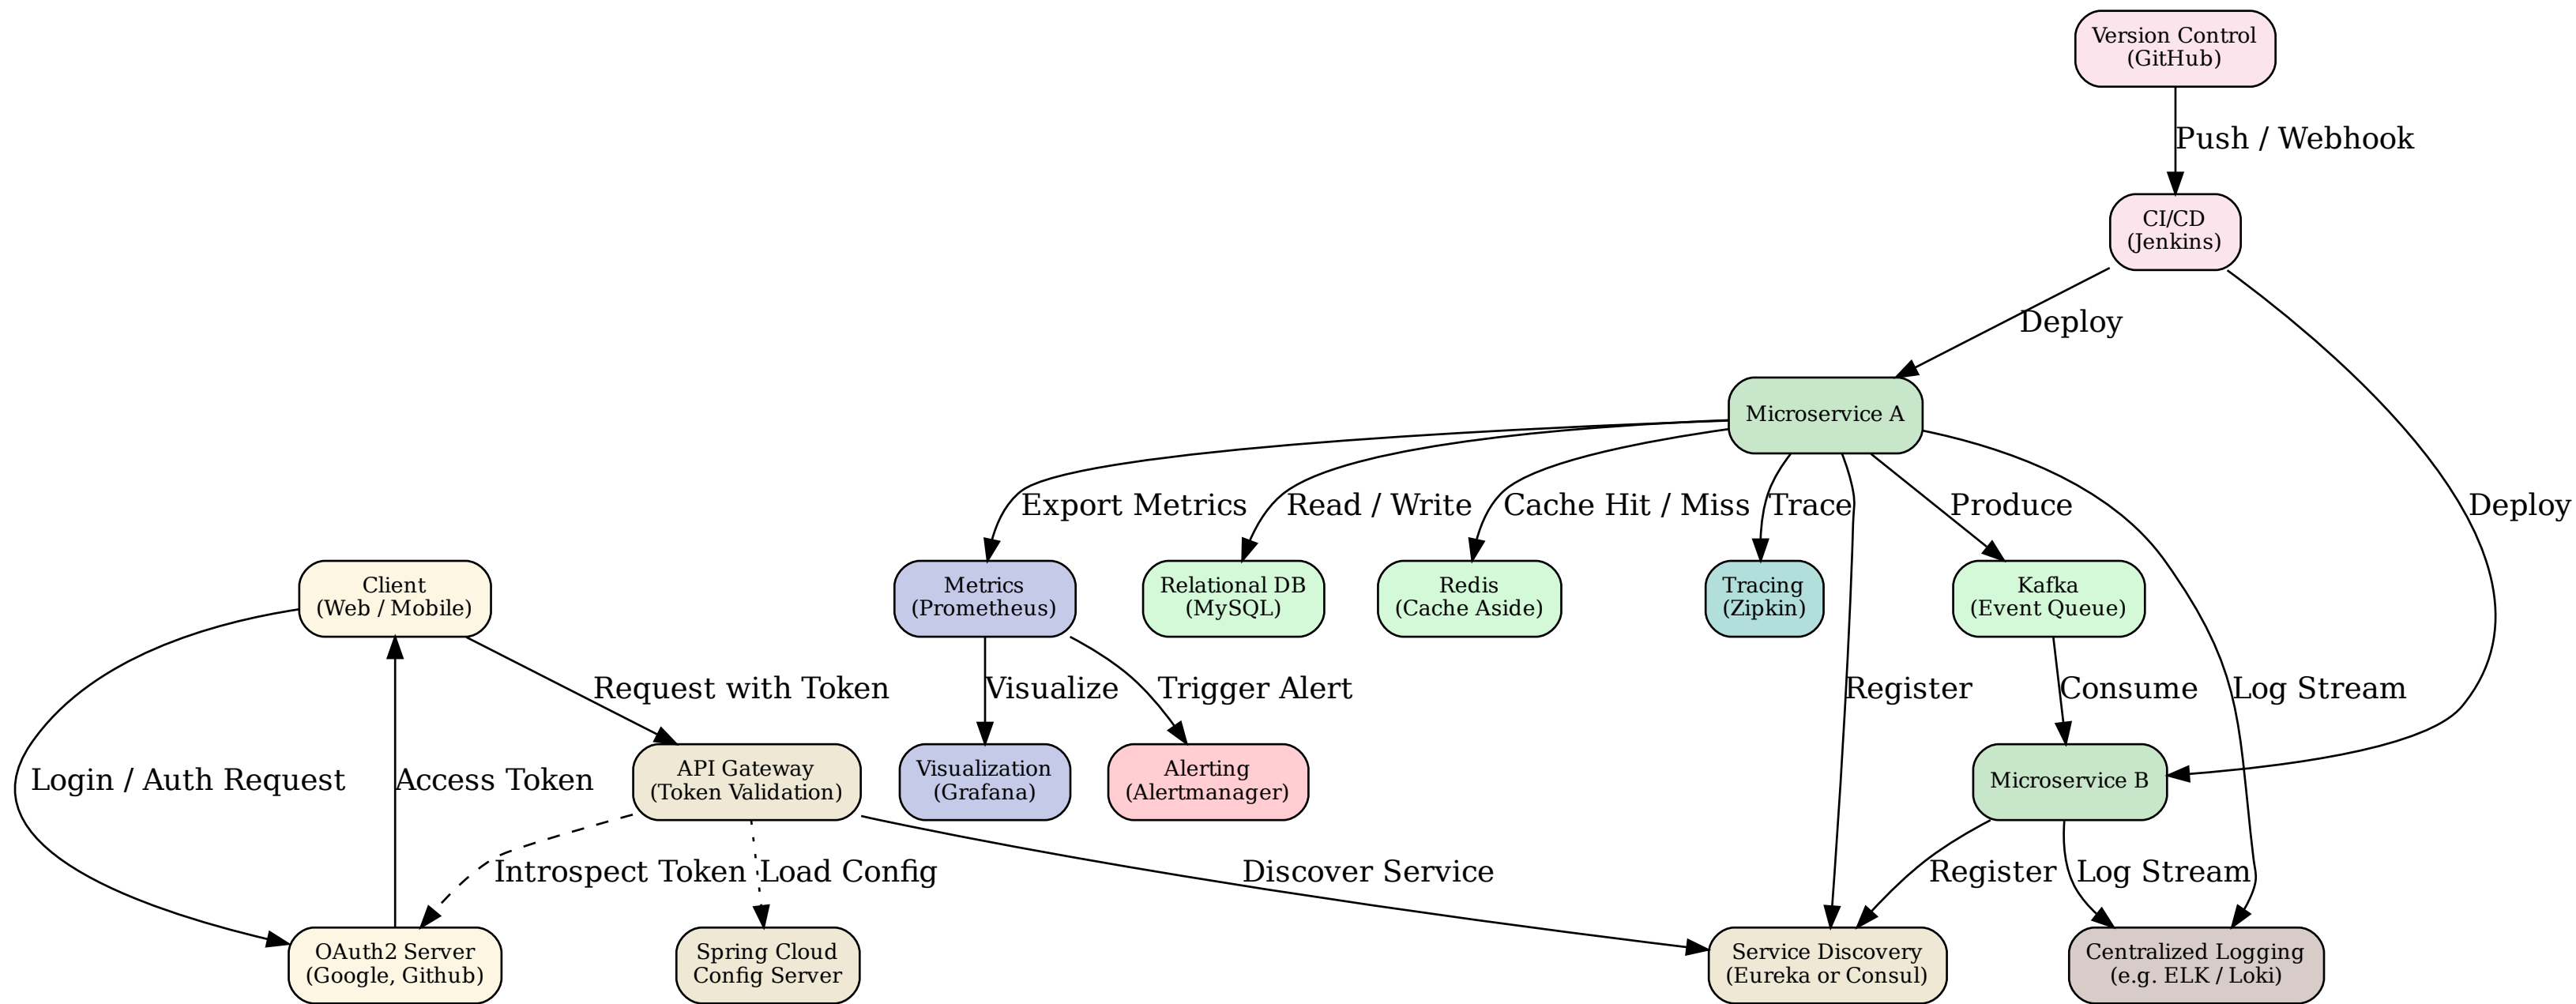 Version Control
(GitHub)
Push / Webhook
CI/CD
(Jenkins)
Deploy
Microservice A
Export Metrics
Read / Write
Cache Hit / Miss
Trace
Produce
Deploy
Client
(Web / Mobile)
Metrics
(Prometheus)
Relational DB
(MySQL)
Redis
(Cache Aside)
Tracing
(Zipkin)
Kafka
(Event Queue)
Request with Token
Visualize
Trigger Alert
Register
Consume
Log Stream
Login / Auth Request
Access Token
API Gateway
(Token Validation)
Visualization
(Grafana)
Alerting
(Alertmanager)
Microservice B
Introspect Token
Load Config
Discover Service
Register
Log Stream
OAuth2 Server
(Google, Github)
Spring Cloud
Config Server
Service Discovery
(Eureka or Consul)
Centralized Logging
(e.g. ELK / Loki)